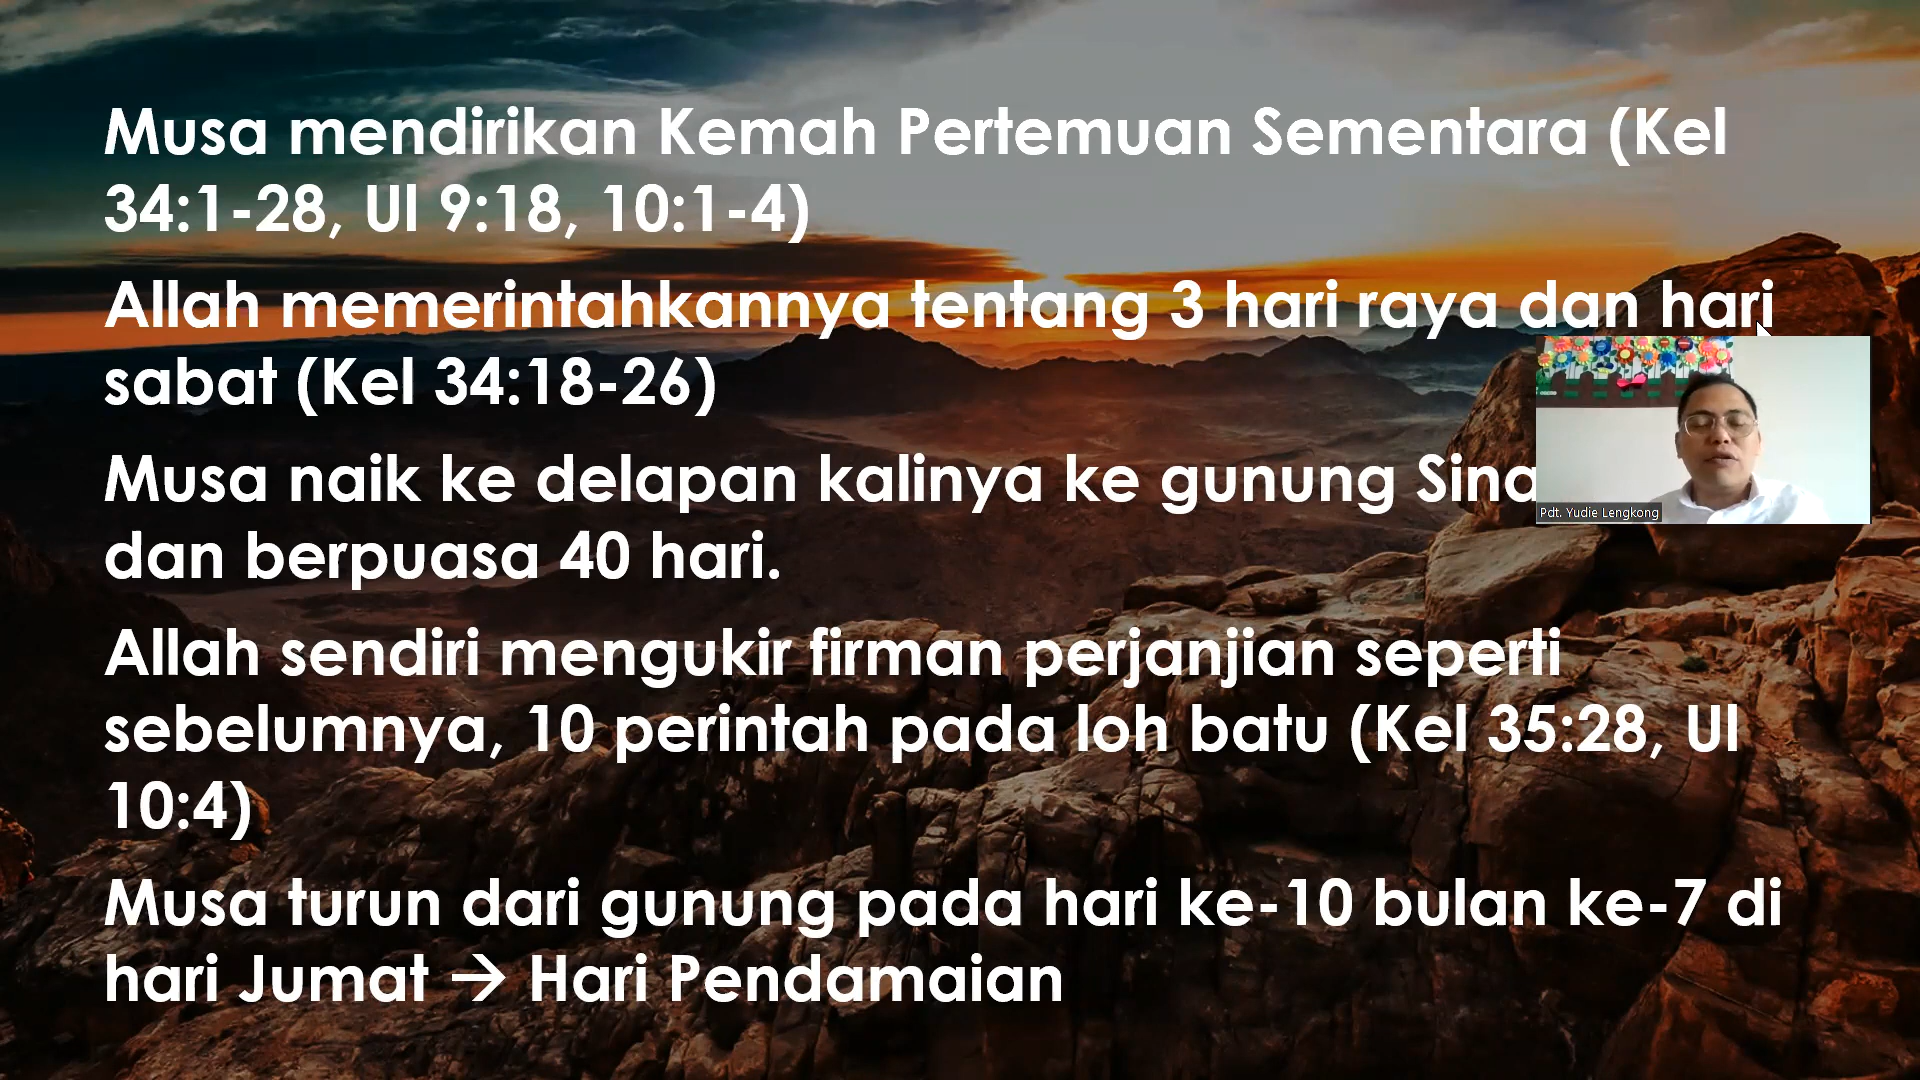 Musa mendirikan Kemah Pertemuan Sementara (Kel
34:1-28, Ul 9:18, 10:1-4)
Allah memerintahkannya tentang 3 hari raya dan hari
sabat (Kel 34:18-26)
Musa naik ke delapan kalinya ke gunung
dan berpuasa 40 hari.
Allah sendiri mengukir firman perjanjian seperti
sebelumnya, 10 perintah pada loh batu (Kel 35:28, Ul
10:4)
Musa turun dari gunung pada hari ke-10 bulan ke-7 di
hari Jumat → Hari Pendamaian
Pdt. Yudie Lengkong